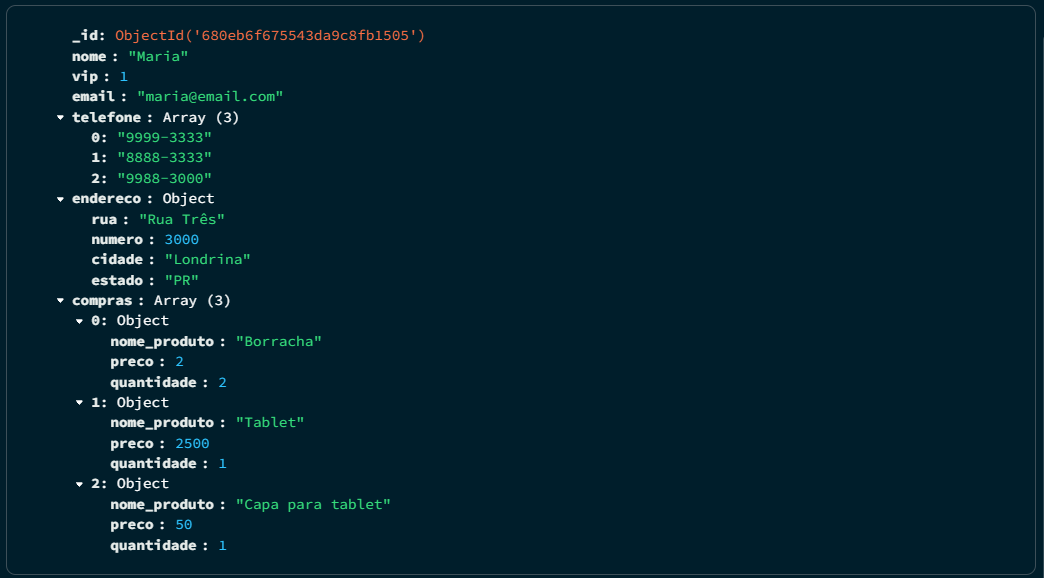 _id: ObjectId('680eb6f675543da9c8fb1505')
nome : "Maria"
vip : 1
email : "maria@email.com"
telefone : Array (3)
0: "9999-3333"
1: "8888-3333"
2: "9988-3000"
endereco : Object
rua : "Rua Três"
numero : 3000
cidade : "Londrina"
estado : "PR"
compras : Array (3)
0: Object
nome_produto : "Borracha"
preco : 2
quantidade : 2
1: Object
nome_produto : "Tablet"
preco : 2500
quantidade : 1
2: Object
nome_produto : "Capa para tablet"
preco : 50
quantidade : 1